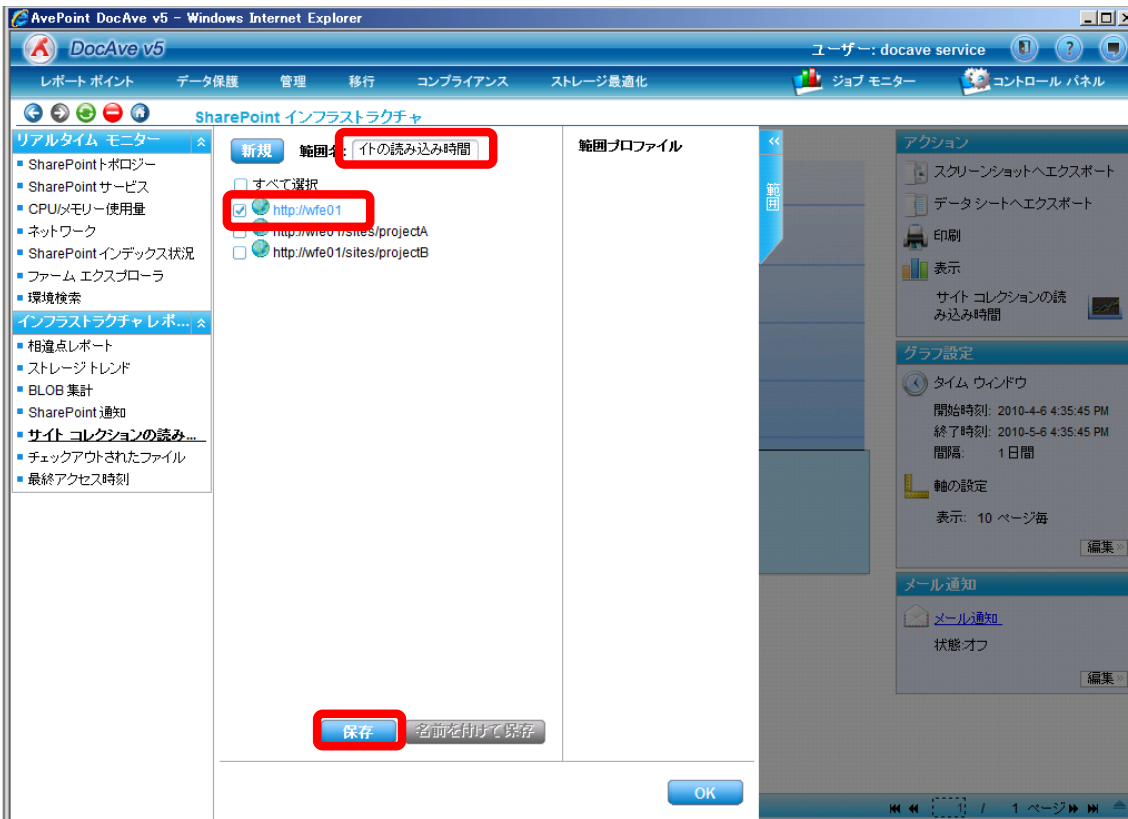 AvePoint DocAve v5 - Windows Internet Explorer
DocAve v5
ユーザー: docave service
レポート ポイント データ保護 管理 移行 コンプライアンス ストレージ最適化 ジョブ モニター コントロール パネル
SharePoint インフラストラクチャ
リアルタイム モニター
SharePointトポロジー
SharePoint サービス
CPU/メモリー使用量
ネットワーク
SharePoint インデックス状況
ファーム エクスプローラ
環境検索
インフラストラクチャ レポ...
相違点レポート
ストレージ トレンド
BLOB 集計
SharePoint 通知
サイト コレクションの読み...
チェックアウトされたファイル
最終アクセス時刻
新規 範囲名: イトの読み込み時間
すべて選択
http://wfe01
http://wfe01/sites/projectA
http://wfe01/sites/projectB
保存 名前を付けて保存
範囲プロファイル
OK
範囲
アクション
スクリーンショットへエクスポート
データ シートへエクスポート
印刷
表示
サイト コレクションの読
み込み時間
グラフ設定
タイム ウィンドウ
開始時刻: 2010-4-6 4:35:45 PM
終了時刻: 2010-5-6 4:35:45 PM
間隔: 1日間
軸の設定
表示: 10 ページ毎
編集
メール通知
メール通知
状態:オフ
編集
1 / 1 ページ